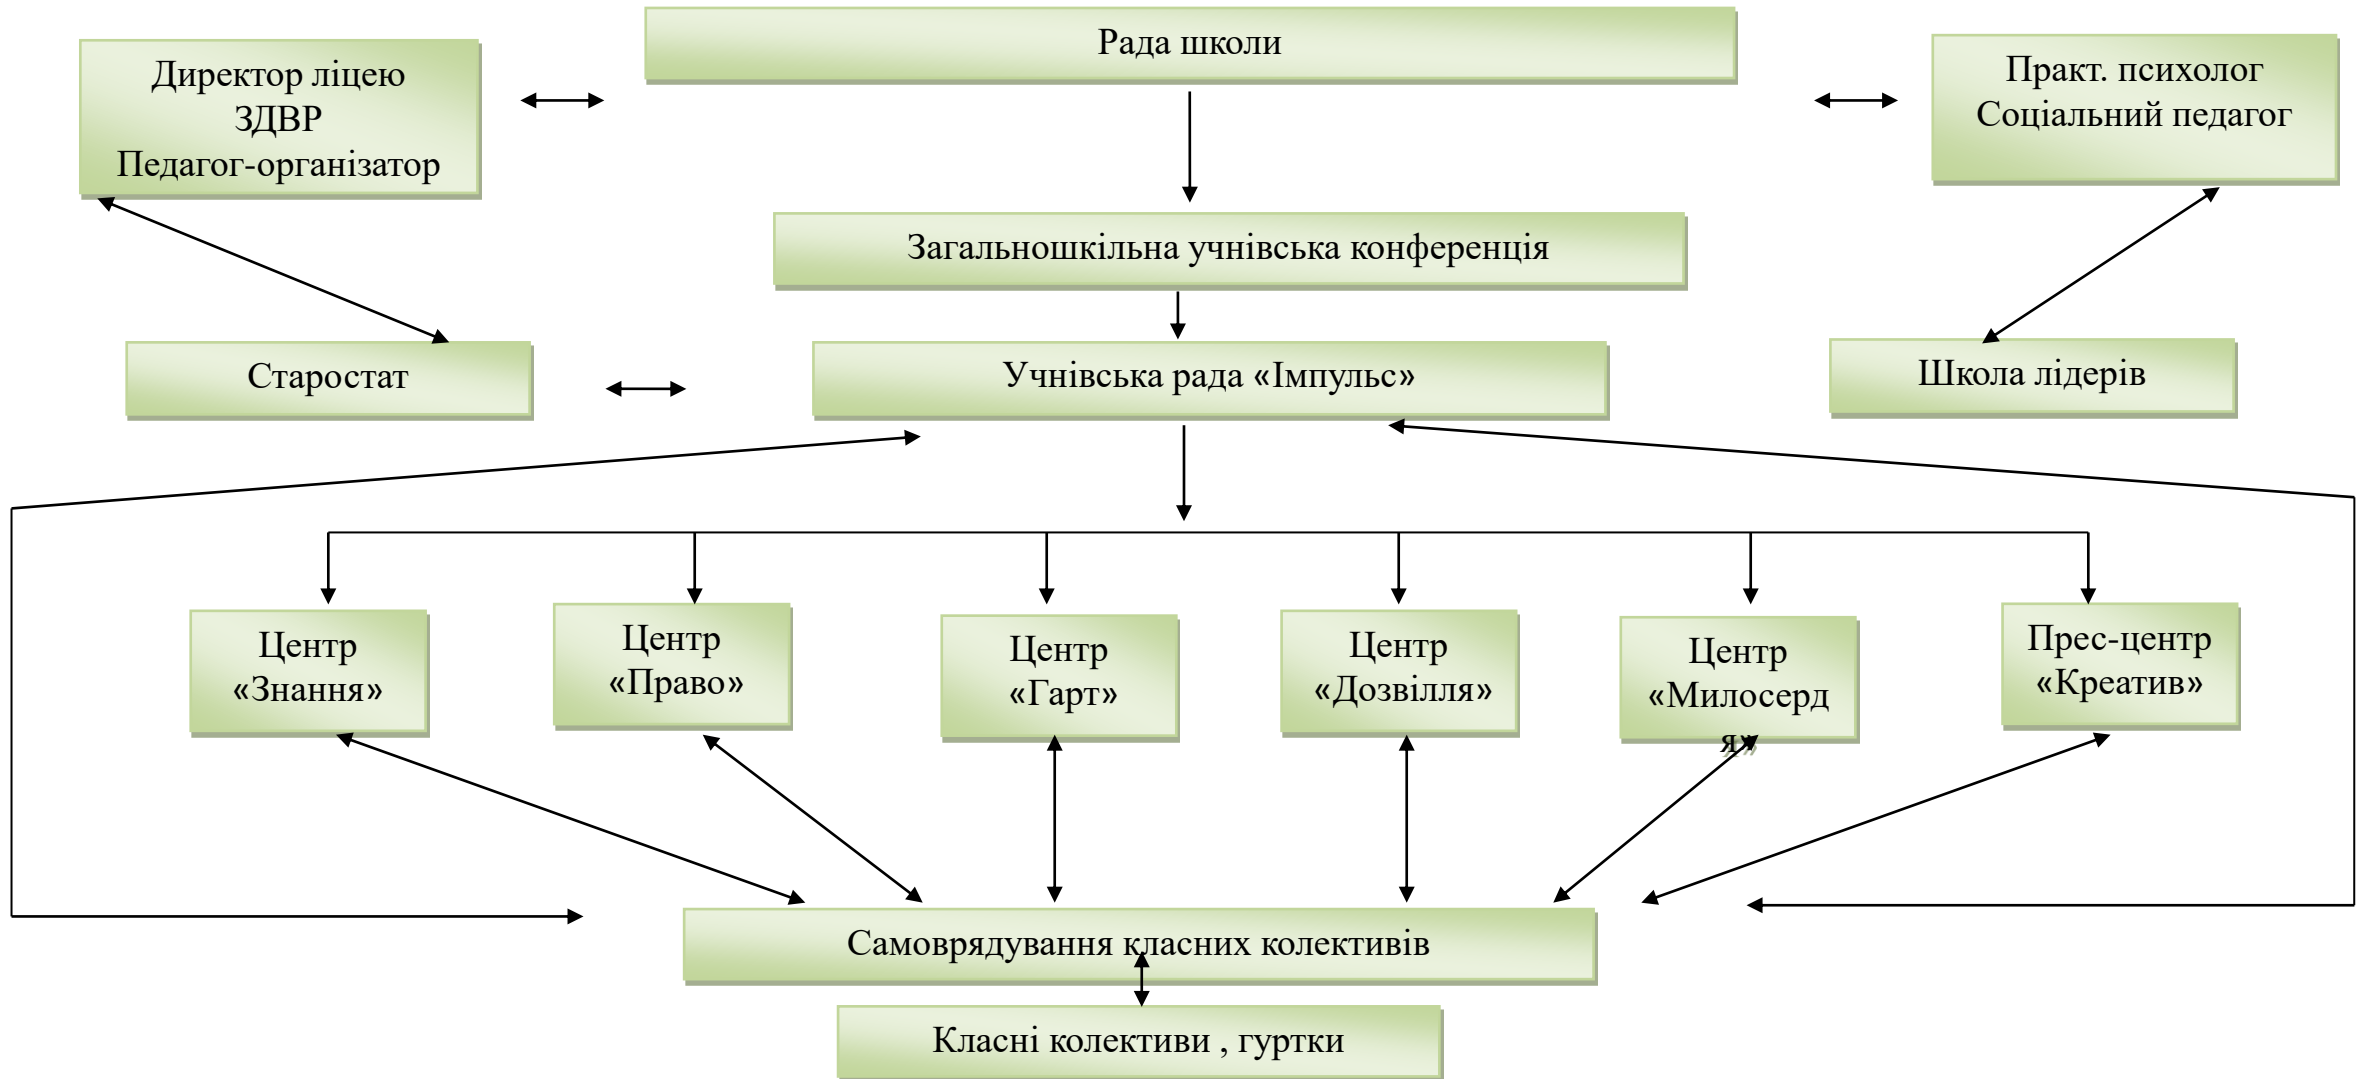 Рада школи
Директор ліцею
ЗДВР
Педагог-організатор
Практ. психолог
Соціальний педагог
Загальношкільна учнівська конференція
Старостат
Учнівська рада «Імпульс»
Школа лідерів
Центр
«Знання»
Центр
«Право»
Центр
«Гарт»
Центр
«Дозвілля»
Центр
«Милосерд
я»
Прес-центр
«Креатив»
Самоврядування класних колективів
Класні колективи , гуртки